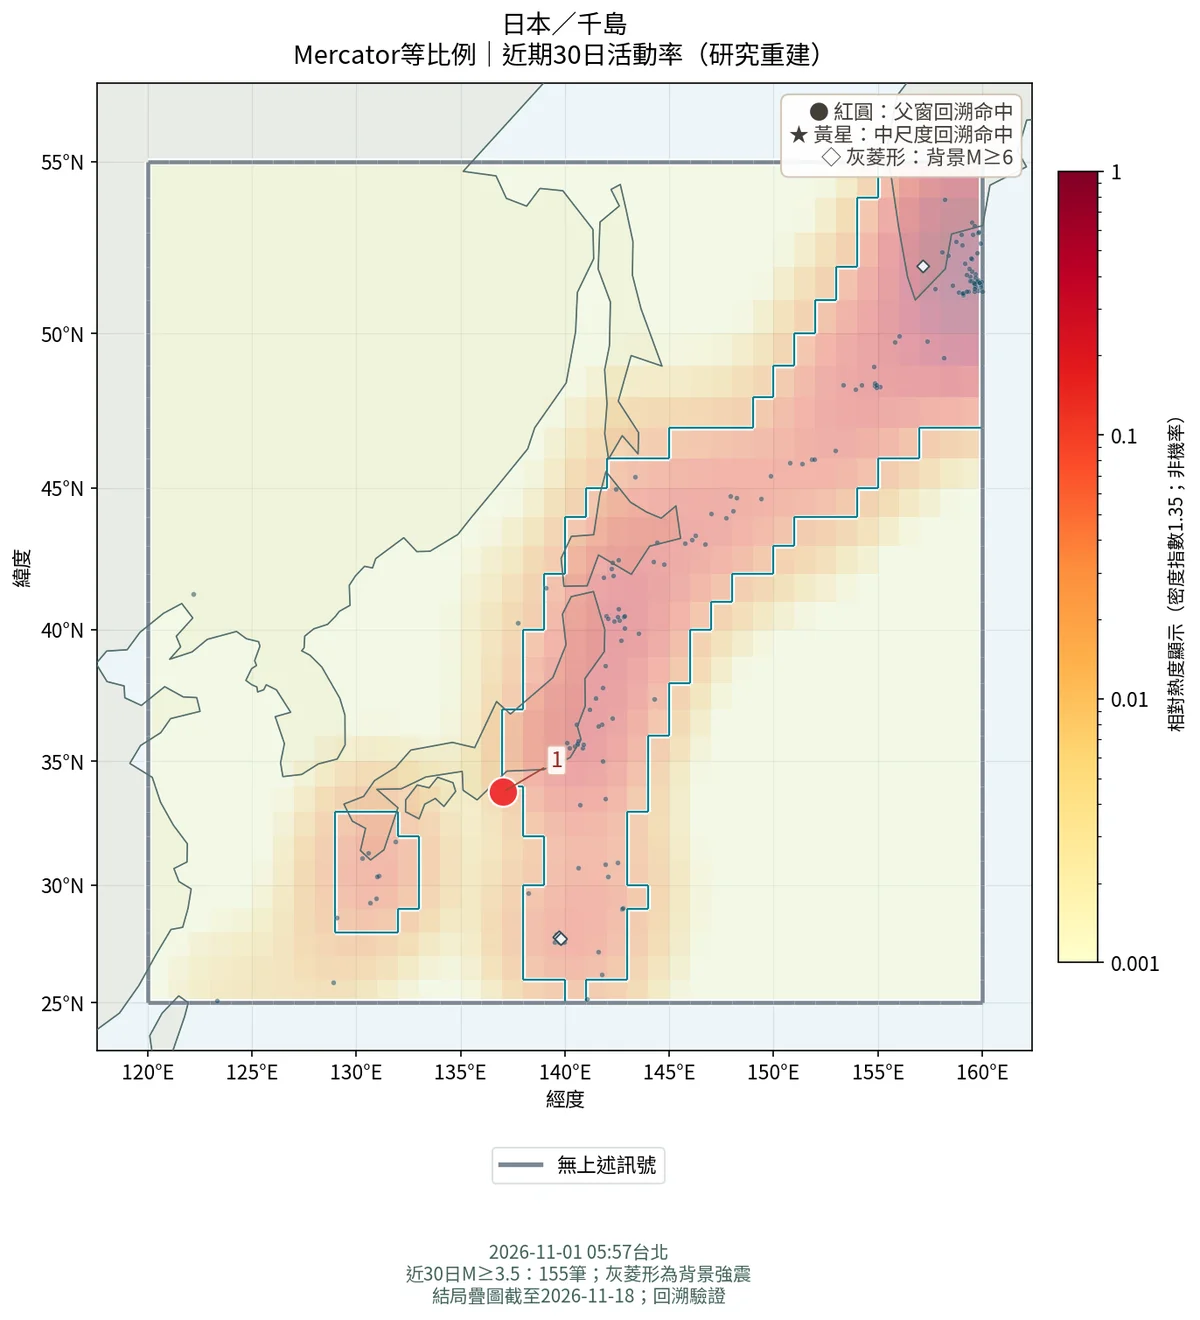 日本／千島
Mercator等比例｜近期30日活動率（研究重建）
● 紅圓：父窗回溯命中
★ 黃星：中尺度回溯命中
◇ 灰菱形：背景M≥6
55°N
50°N
45°N
40°N
35°N
30°N
25°N
緯度
1
120°E
125°E
130°E
135°E
140°E
145°E
150°E
155°E
160°E
經度
1
0.1
0.01
0.001
相對熱度顯示（密度指數1.35；非機率）
無上述訊號
2026-11-01 05:57台北
近30日M≥3.5：155筆；灰菱形為背景強震
結局疊圖截至2026-11-18；回溯驗證